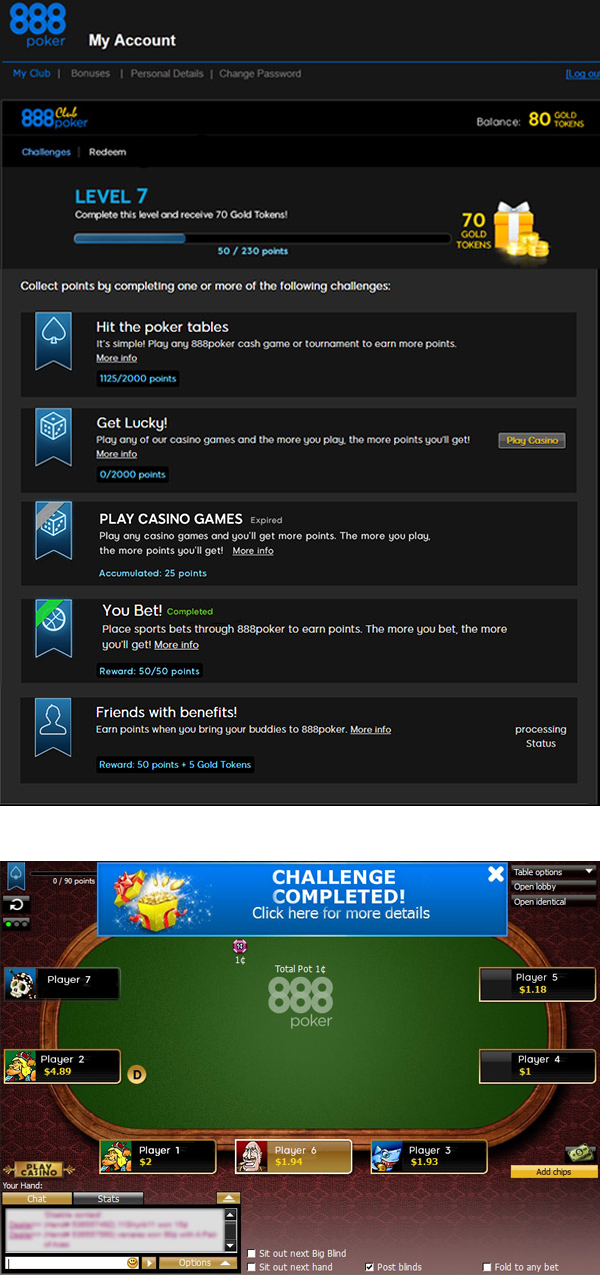 888
poker
My Account
My Club | Bonuses | Personal Details | Change Password
[Log ou
888 Club poker
Balance: 80 GOLD TOKENS
Challenges | Redeem
LEVEL 7
Complete this level and receive 70 Gold Tokens!
70
GOLD
TOKENS
50 / 230 points
Collect points by completing one or more of the following challenges:
Hit the poker tables
It's simple! Play any 888poker cash game or tournament to earn more points.
More info
1125/2000 points
Get Lucky!
Play any of our casino games and the more you play, the more points you'll get!
Play Casino
More info
0/2000 points
PLAY CASINO GAMES Expired
Play any casino games and you'll get more points. The more you play,
the more points you'll get! More info
Accumulated: 25 points
You Bet! Completed
Place sports bets through 888poker to earn points. The more you bet, the more
you'll get! More info
Reward: 50/50 points
Friends with benefits!
Earn points when you bring your buddies to 888poker. More info
processing
Status
Reward: 50 points + 5 Gold Tokens
0 / 90 points
CHALLENGE
COMPLETED!
Click here for more details
Table options
Open lobby
Open identical
1¢
Total Pot 1¢
888
poker
Player 7
Player 5
$1.18
Player 2
$4.89
D
Player 4
$1
Player 1
$2
Player 6
$1.94
Player 3
$1.93
PLAY
CASINO
Add chips
Your Hand:
Chat
Stats
Options
Sit out next Big Blind
Sit out next hand
Post blinds
Fold to any bet